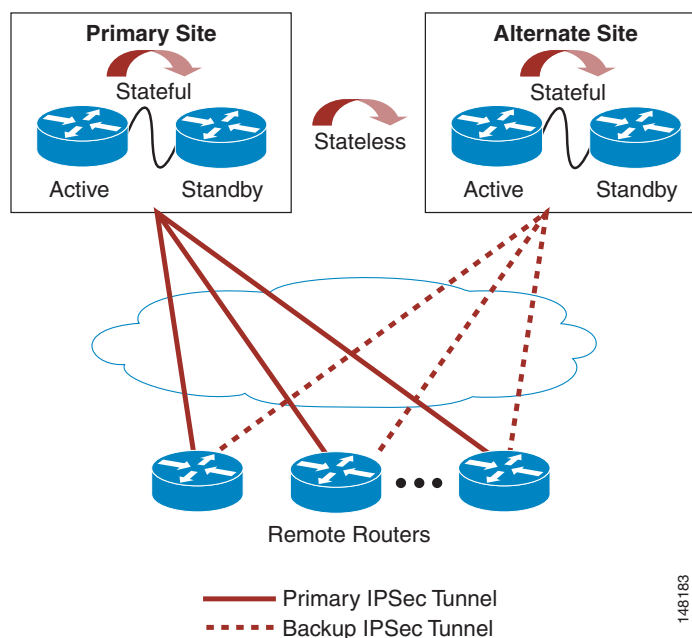 Primary Site
Stateful
Active Standby
Stateless
Alternate Site
Stateful
Active Standby
Remote Routers
Primary IPSec Tunnel
Backup IPSec Tunnel
148183